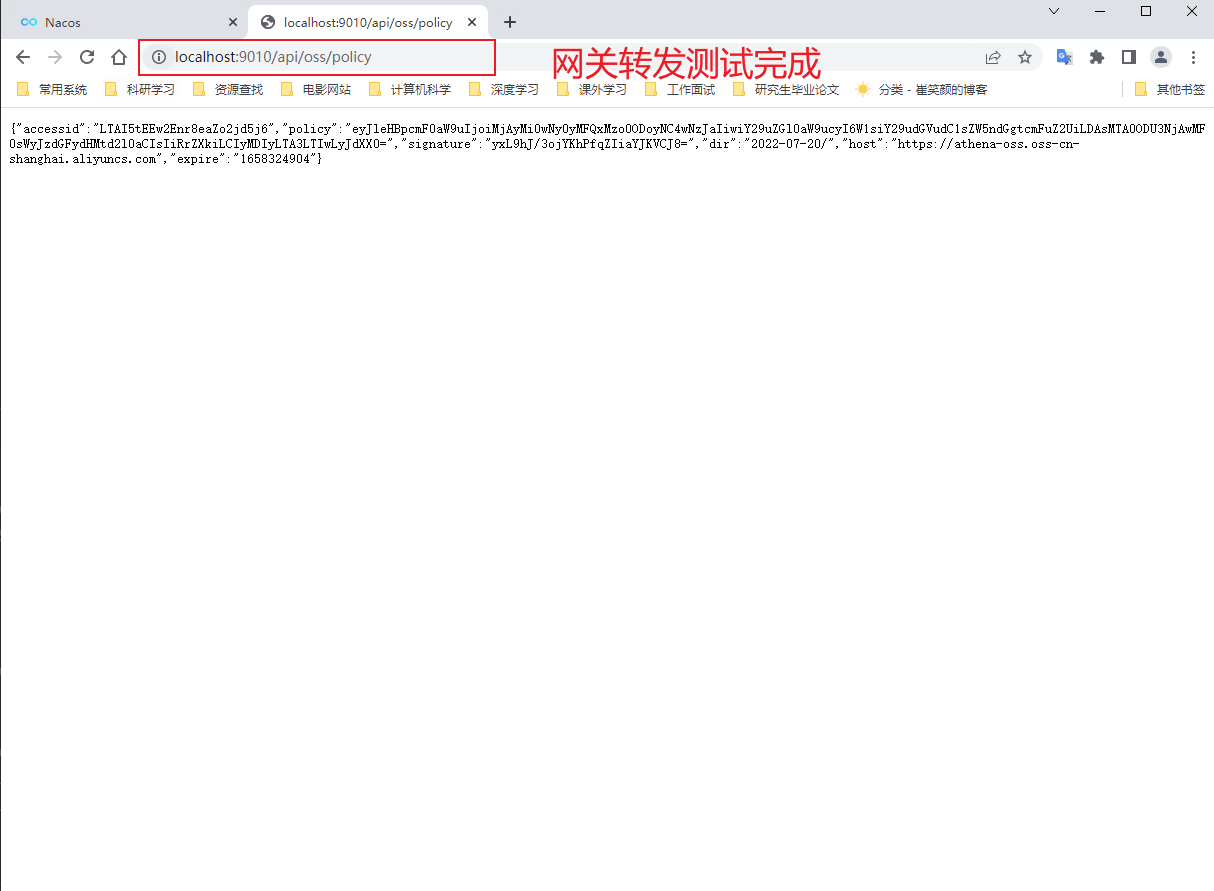 Nacos
localhost:9010/api/oss/policy
localhost:9010/api/oss/policy
网关转发测试完成
常用系统 科研学习 资源查找 电影网站 计算机科学 深度学习 课外学习 工作面试 研究生毕业论文 分类 - 崔笑颜的博客 其他书签
{"accessid":"LTAI5tEEw2Enr8eaZo2jd5j6","policy":"eyJleHBpcmF0aW9uIjoiMjAyMi0wNy0yMFQxMzo0ODoyNC4wNzJaIiwiY29uZGl0aW9ucyI6W1siY29udGVudC1sZW5ndGgtcmFuZ2UiLDAsMTA0ODU3NjAwMF
0sWyJzdGFydHMtd2l0aCIsIiRrZXkiLCIyMDIyLTA3LTIwLyJdXX0=","signature":"yxL9hJ/3ojYKhPfqZIiaYJKVCJ8=","dir":"2022-07-20/","host":"https://athena-oss.oss-cn-
shanghai.aliyuncs.com","expire":"1658324904"}